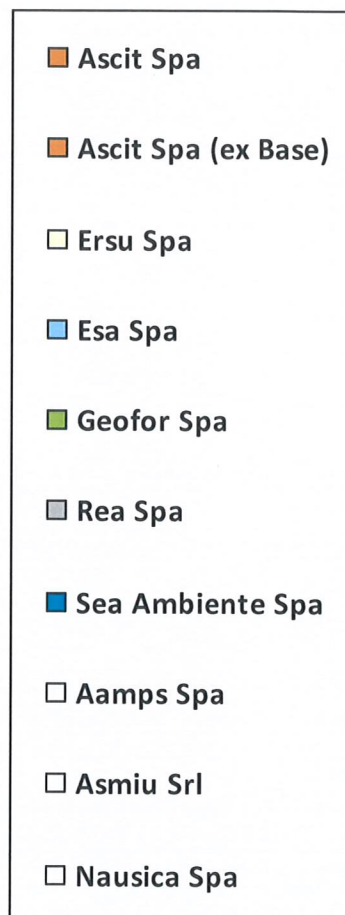 Ascit Spa
Ascit Spa (ex Base)
Ersu Spa
Esa Spa
Geofor Spa
Rea Spa
Sea Ambiente Spa
Aamps Spa
Asmiu Srl
Nausica Spa